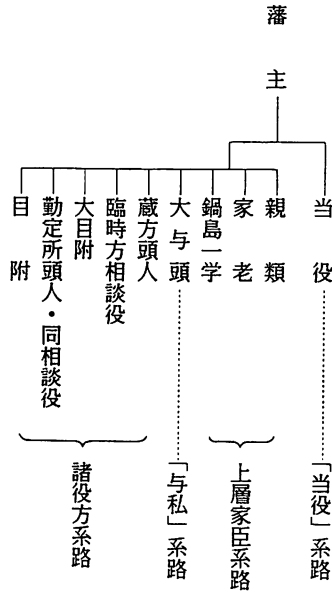 藩主
当役
親類
家老
鍋島一学
大与頭
蔵方頭人
臨時方相談役
大目附
勘定所頭人・同相談役
目附
「当役」系路
上層家臣系路
「与私」系路
諸役方系路